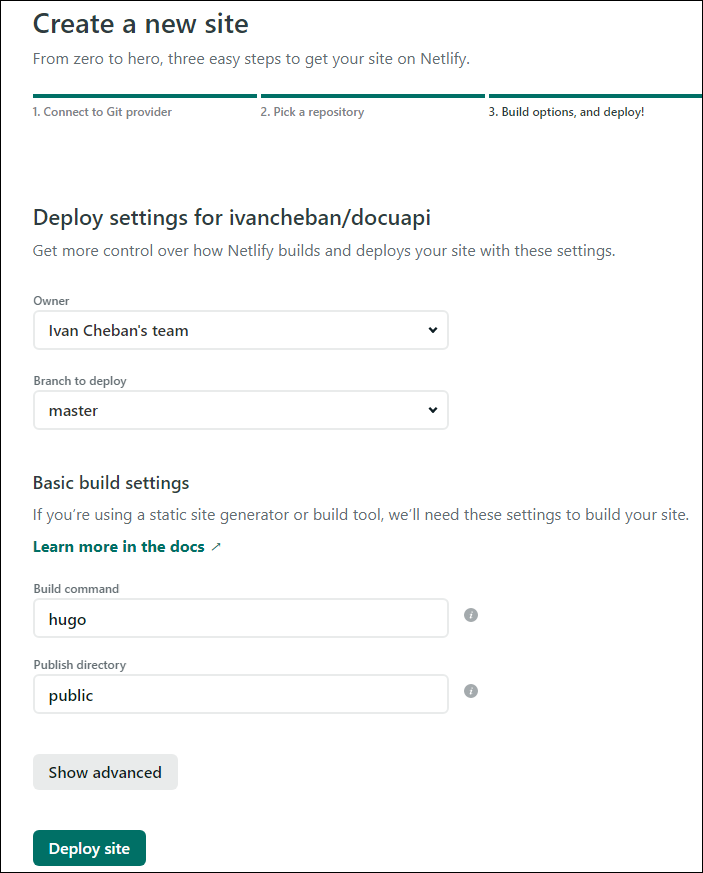 Create a new site
From zero to hero, three easy steps to get your site on Netlify.
1. Connect to Git provider
2. Pick a repository
3. Build options, and deploy!
Deploy settings for ivancheban/docuapi
Get more control over how Netlify builds and deploys your site with these settings.
Owner
Ivan Cheban's team
Branch to deploy
master
Basic build settings
If you’re using a static site generator or build tool, we’ll need these settings to build your site.
Learn more in the docs ↗
Build command
hugo
i
Publish directory
public
i
Show advanced
Deploy site